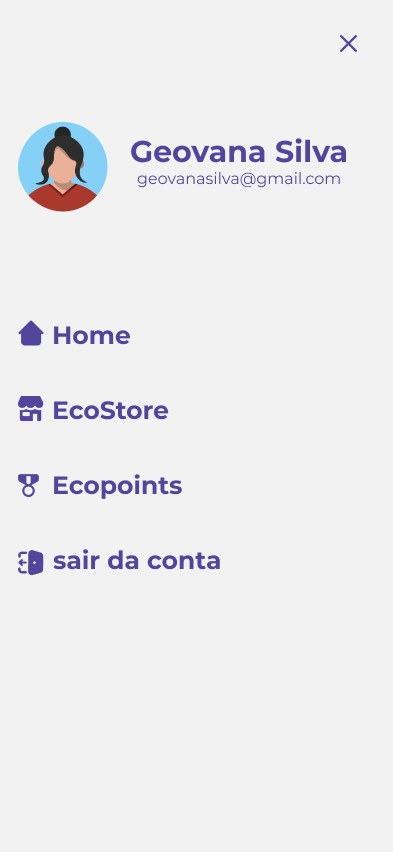 Geovana Silva
geovanasilva@gmail.com
Home
EcoStore
Ecopoints
sair da conta